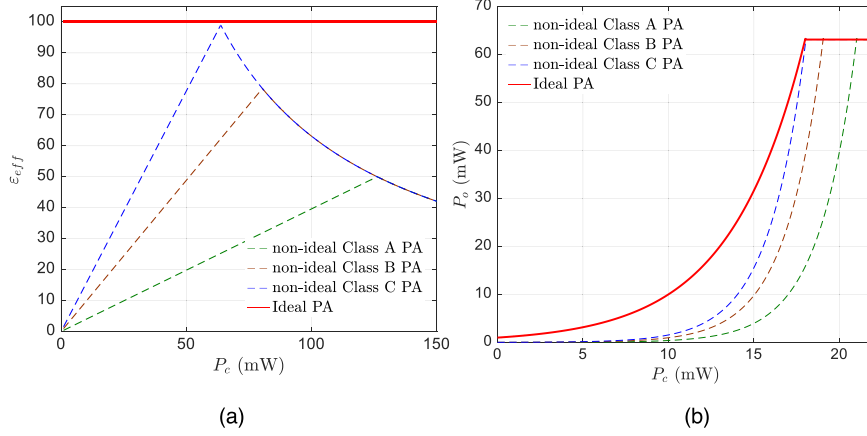 100
90
80
70
60
50
40
30
20
10
0
ε_eff
non-ideal Class A PA
non-ideal Class B PA
non-ideal Class C PA
Ideal PA
0 50 100 150
P_c (mW)
(a)
70
60
50
40
30
20
10
0
P_o (mW)
non-ideal Class A PA
non-ideal Class B PA
non-ideal Class C PA
Ideal PA
0 5 10 15 20
P_c (mW)
(b)